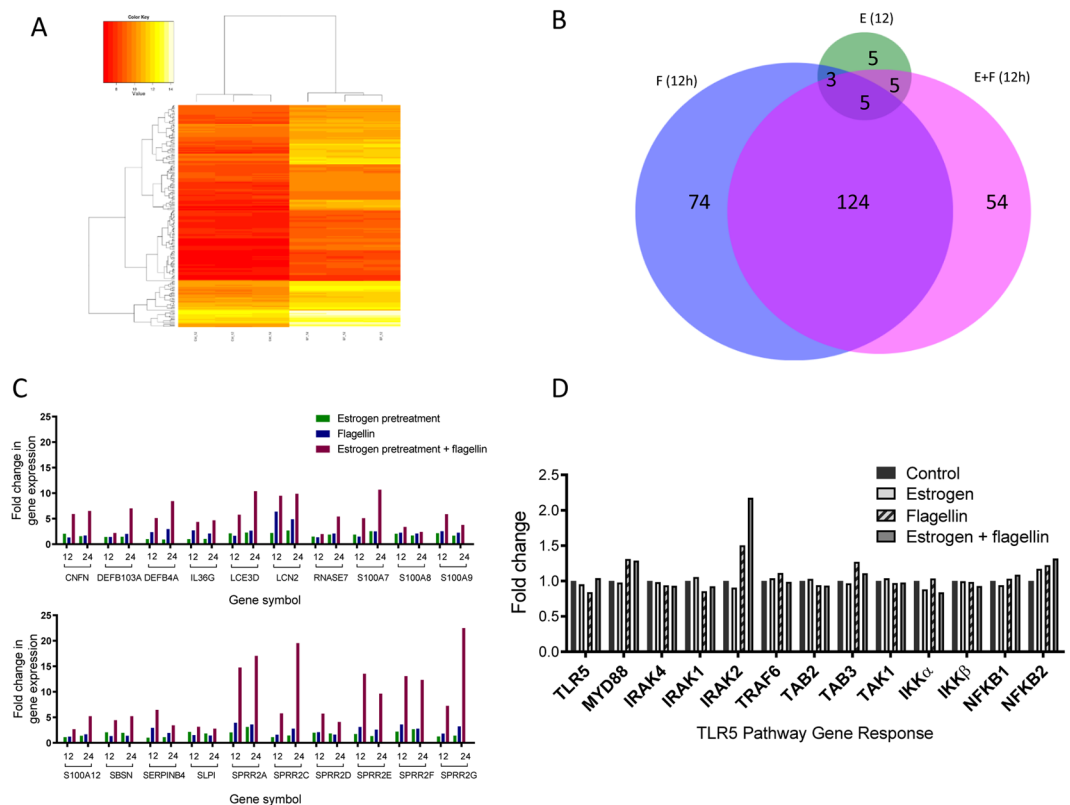 A
Color Key
8 10 12 14
Value
B
E (12)
F (12h)
E+F (12h)
5
3
5
5
74
124
54
C
Estrogen pretreatment
Flagellin
Estrogen pretreatment + flagellin
Fold change in
gene expression
25
20
15
10
5
0
12 24 12 24 12 24 12 24 12 24 12 24 12 24 12 24 12 24 12 24
CNFN DEFB103A DEFB4A IL36G LCE3D LCN2 RNASE7 S100A7 S100A8 S100A9
Gene symbol
Fold change in
gene expression
25
20
15
10
5
0
12 24 12 24 12 24 12 24 12 24 12 24 12 24 12 24 12 24 12 24
S100A12 SBSN SERPINB4 SLPI SPRR2A SPRR2C SPRR2D SPRR2E SPRR2F SPRR2G
Gene symbol
D
Control
Estrogen
Flagellin
Estrogen + flagellin
Fold change
2.5
2.0
1.5
1.0
0.5
0.0
TLR5 MYD88 IRAK4 IRAK1 IRAK2 TRAF6 TAB2 TAB3 TAK1 IKKα IKKβ NFKB1 NFKB2
TLR5 Pathway Gene Response